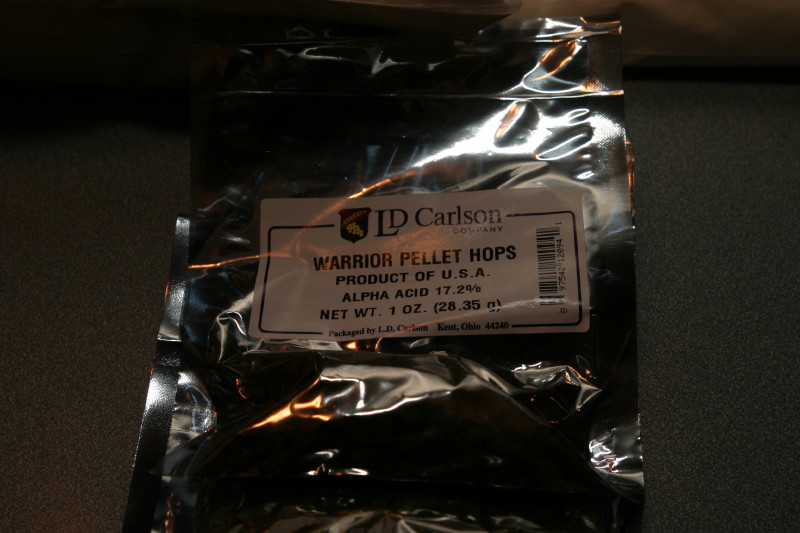 LD Carlson
COMPANY
WARRIOR PELLET HOPS
PRODUCT OF U.S.A.
ALPHA ACID 17.2%
NET WT. 1 OZ. (28.35 g)
Packaged by L.D. Carlson Kent, Ohio 44240